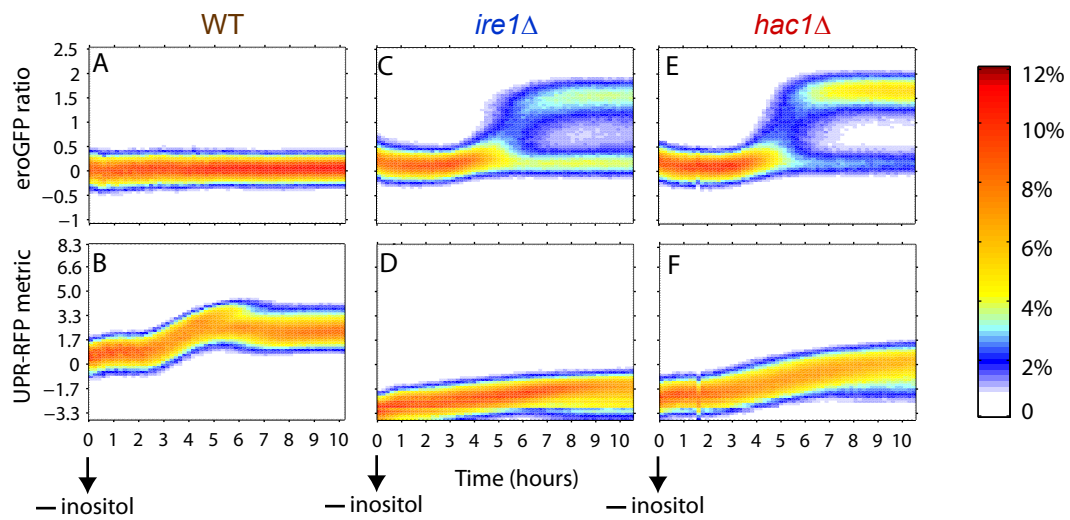 WT
ire1Δ
hac1Δ
eroGFP ratio
2.5
2
1.5
1
0.5
0
−0.5
−1
A
C
E
UPR-RFP metric
8.3
6.6
5.0
3.3
1.7
0
−1.7
−3.3
B
D
F
0 1 2 3 4 5 6 7 8 9 10
0 1 2 3 4 5 6 7 8 9 10
0 1 2 3 4 5 6 7 8 9 10
Time (hours)
— inositol
— inositol
— inositol
12%
10%
8%
6%
4%
2%
0